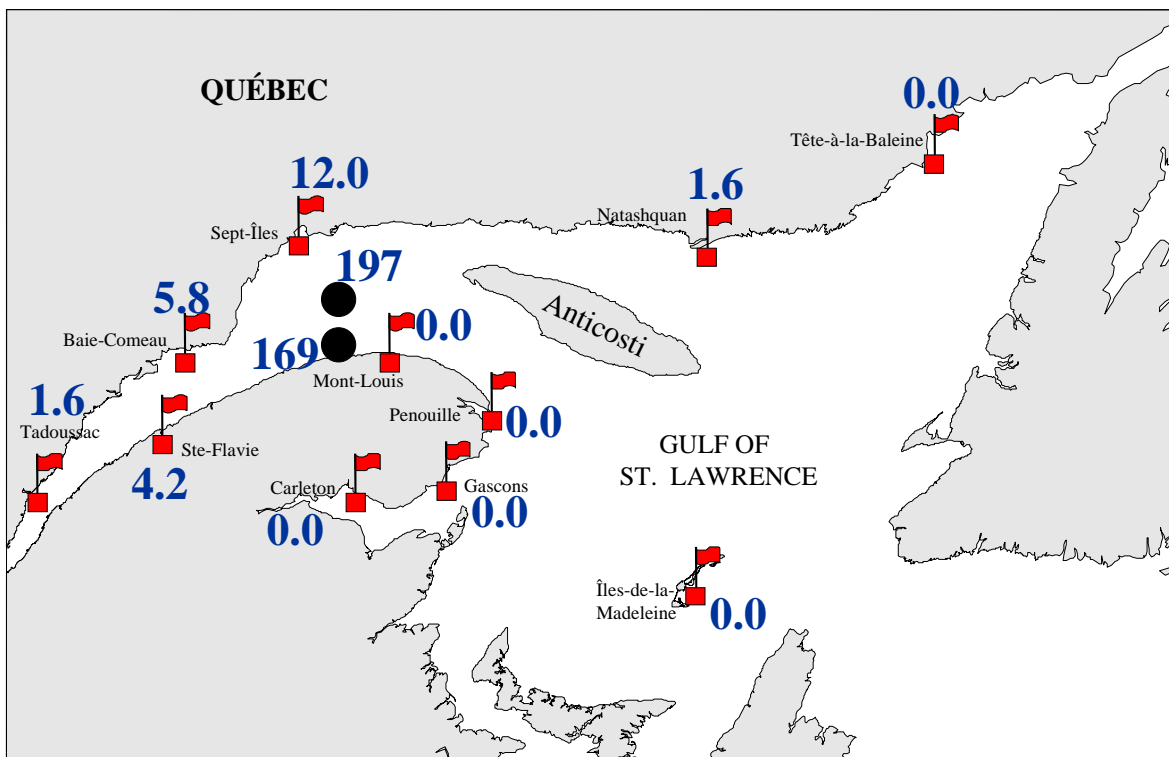 QUÉBEC
0.0
Tête-à-la-Baleine
12.0
1.6
Natashquan
Sept-Îles
197
5.8
Baie-Comeau
169
0.0
Mont-Louis
Anticosti
1.6
Tadoussac
Ste-Flavie
4.2
Penouille
0.0
GULF OF
ST. LAWRENCE
Carleton
0.0
Gascons
0.0
Îles-de-la-
Madeleine
0.0